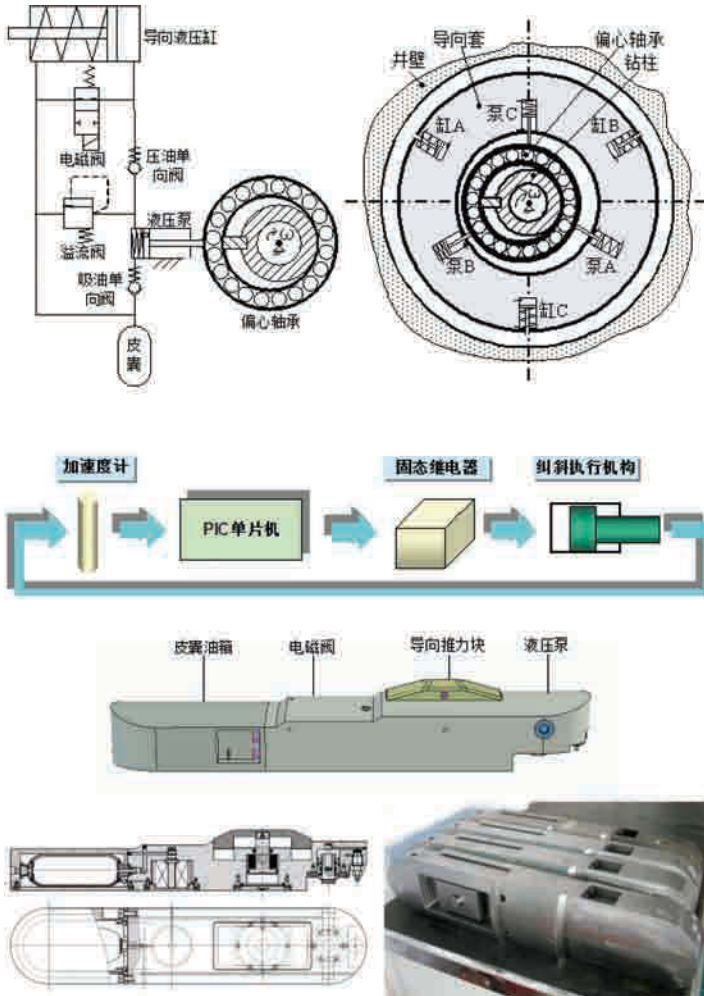 导向液压缸
电磁阀
压油单
向阀
溢流阀
液压泵
吸油单
向阀
偏心轴承
皮
囊
ω
井壁
导向套
偏心轴承
钻柱
缸A
泵C
缸B
ω
泵B
泵A
缸C
加速度计
固态继电器
纠斜执行机构
PIC单片机
皮囊油箱
电磁阀
导向推力块
液压泵